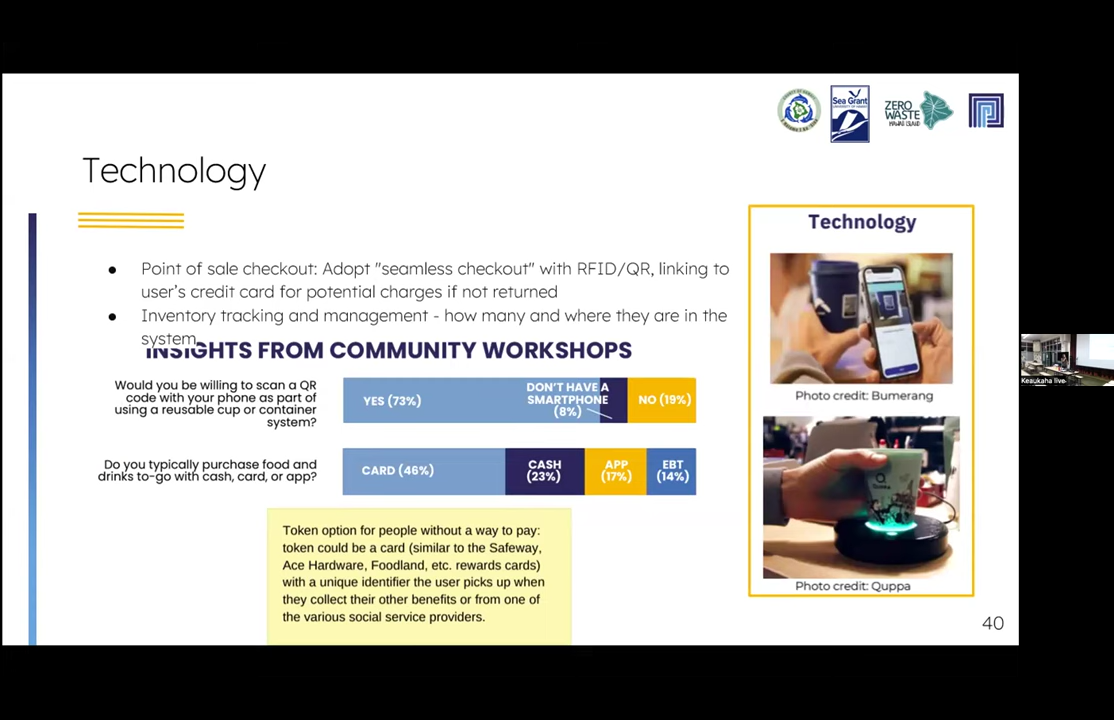 Sea Grant
ZERO
WASTE
HAWAI'I ISLAND
Technology
● Point of sale checkout: Adopt "seamless checkout" with RFID/QR, linking to
user's credit card for potential charges if not returned
● Inventory tracking and management - how many and where they are in the
system
INSIGHTS FROM COMMUNITY WORKSHOPS
Would you be willing to scan a QR
code with your phone as part of
using a reusable cup or container
system?
YES (73%)
DON'T HAVE A
SMARTPHONE
(8%)
NO (19%)
Do you typically purchase food and
drinks to-go with cash, card, or app?
CARD (46%)
CASH
(23%)
APP
(17%)
EBT
(14%)
Token option for people without a way to pay:
token could be a card (similar to the Safeway,
Ace Hardware, Foodland, etc. rewards cards)
with a unique identifier the user picks up when
they collect their other benefits or from one of
the various social service providers.
Technology
Photo credit: Bumerang
Quppa
Photo credit: Quppa
40
Keaukaha live